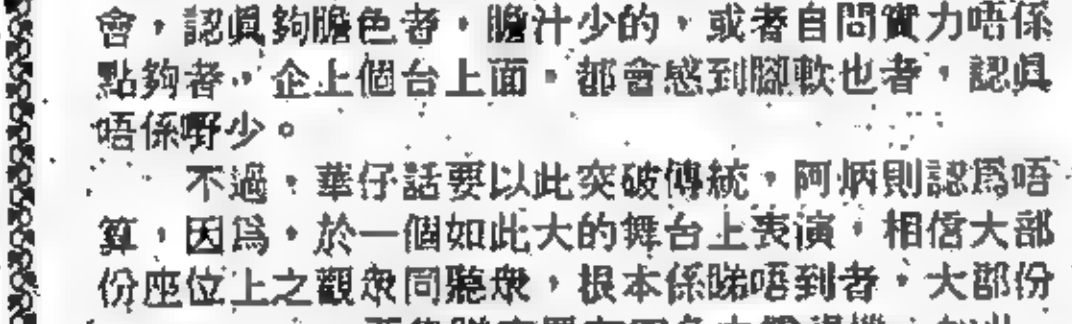 會，認眞夠膽色者，膽汁少的，或者自問實力唔係
點夠者，企上個台上面，都會感到腳軟也者，認眞
唔係嘢少。
不過，華仔話要以此突破傳統，阿炳則認爲唔
算，因爲，於一個如此大的舞台上表演，相信大部
份座位上之觀衆同聽衆，根本係睇唔到者，大部份